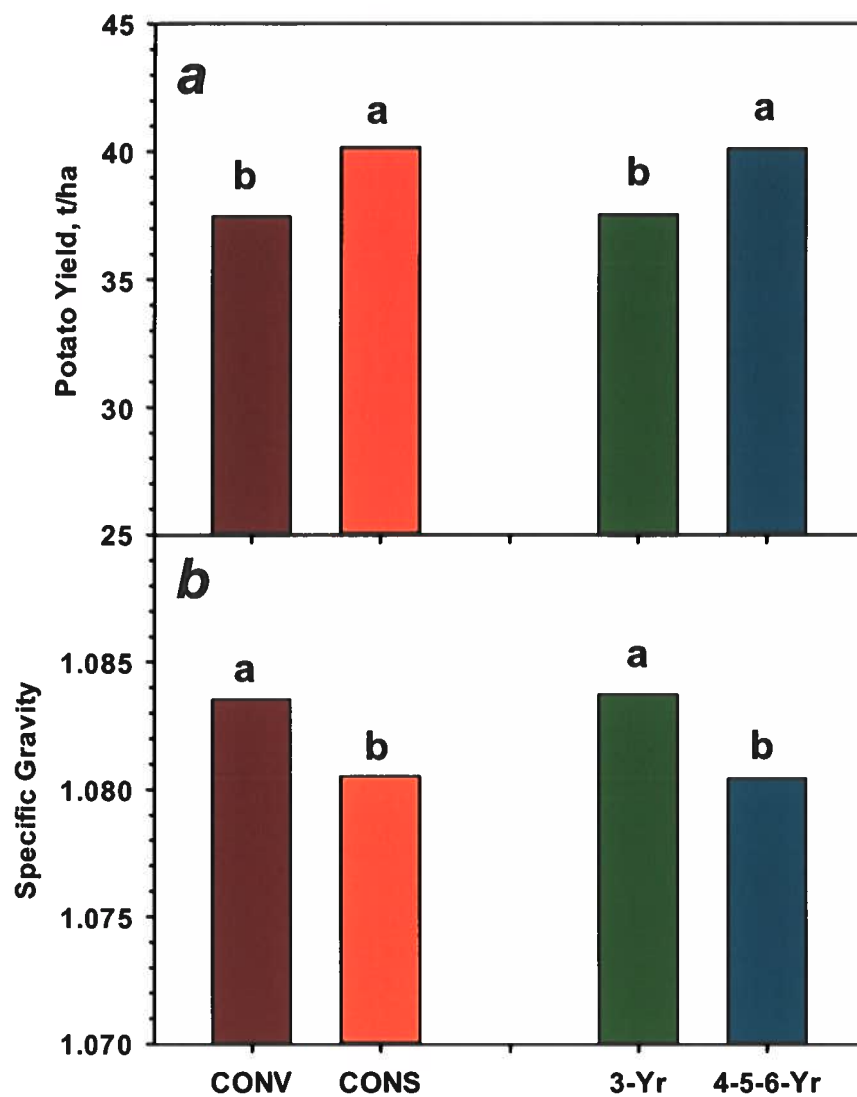 45
a
a
a
40
b
b
Potato Yield, t/ha
35
30
25
b
a
a
1.085
b
b
1.080
Specific Gravity
1.075
1.070
CONV CONS 3-Yr 4-5-6-Yr